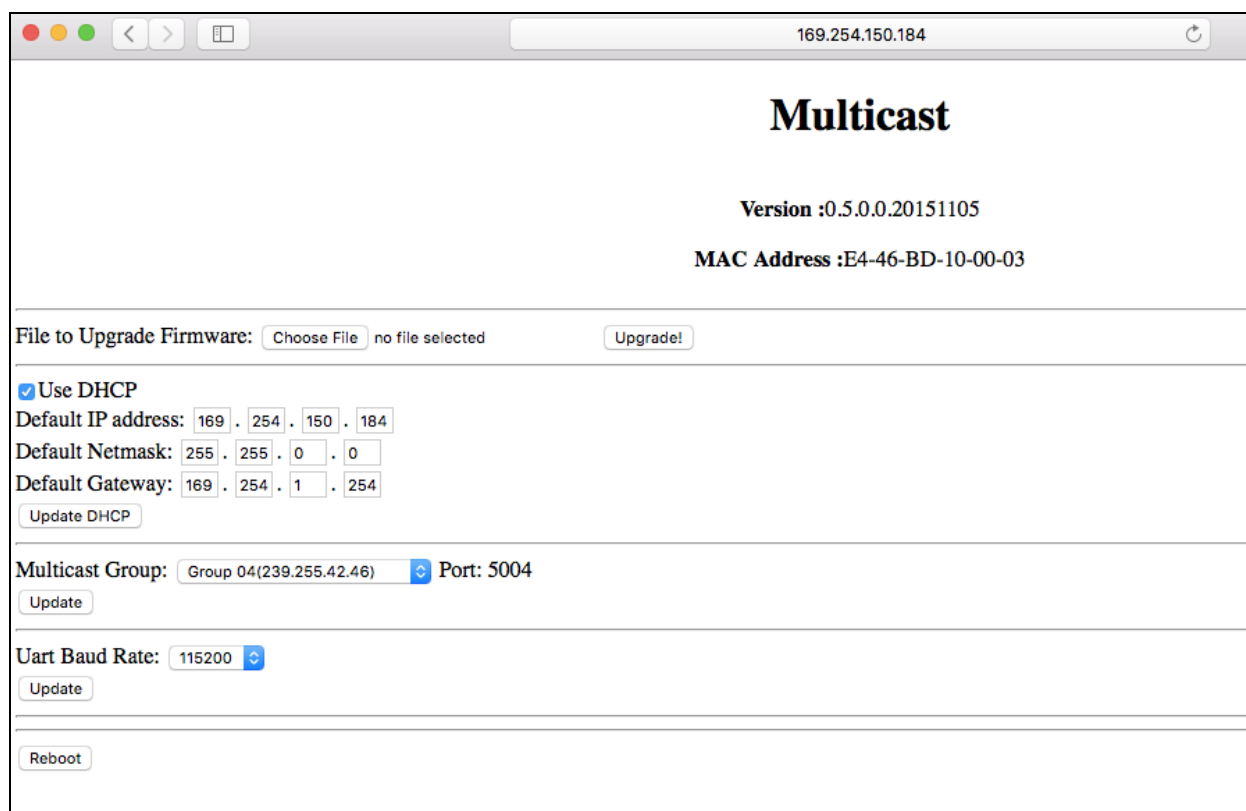 169.254.150.184
Multicast
Version :0.5.0.0.20151105
MAC Address :E4-46-BD-10-00-03
File to Upgrade Firmware: Choose File no file selected Upgrade!
Use DHCP
Default IP address: 169 . 254 . 150 . 184
Default Netmask: 255 . 255 . 0 . 0
Default Gateway: 169 . 254 . 1 . 254
Update DHCP
Multicast Group: Group 04(239.255.42.46) Port: 5004
Update
Uart Baud Rate: 115200
Update
Reboot